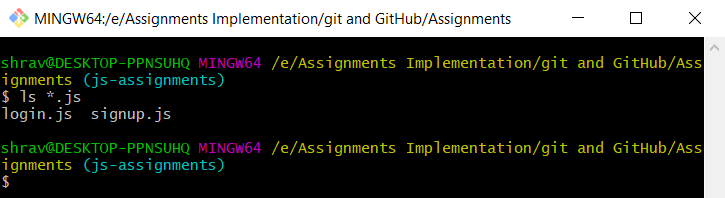 MINGW64:/e/Assignments Implementation/git and GitHub/Assignments
shrav@DESKTOP-PPNSUHQ MINGW64 /e/Assignments Implementation/git and GitHub/Ass
ignments (js-assignments)
$ ls *.js
login.js  signup.js
shrav@DESKTOP-PPNSUHQ MINGW64 /e/Assignments Implementation/git and GitHub/Ass
ignments (js-assignments)
$